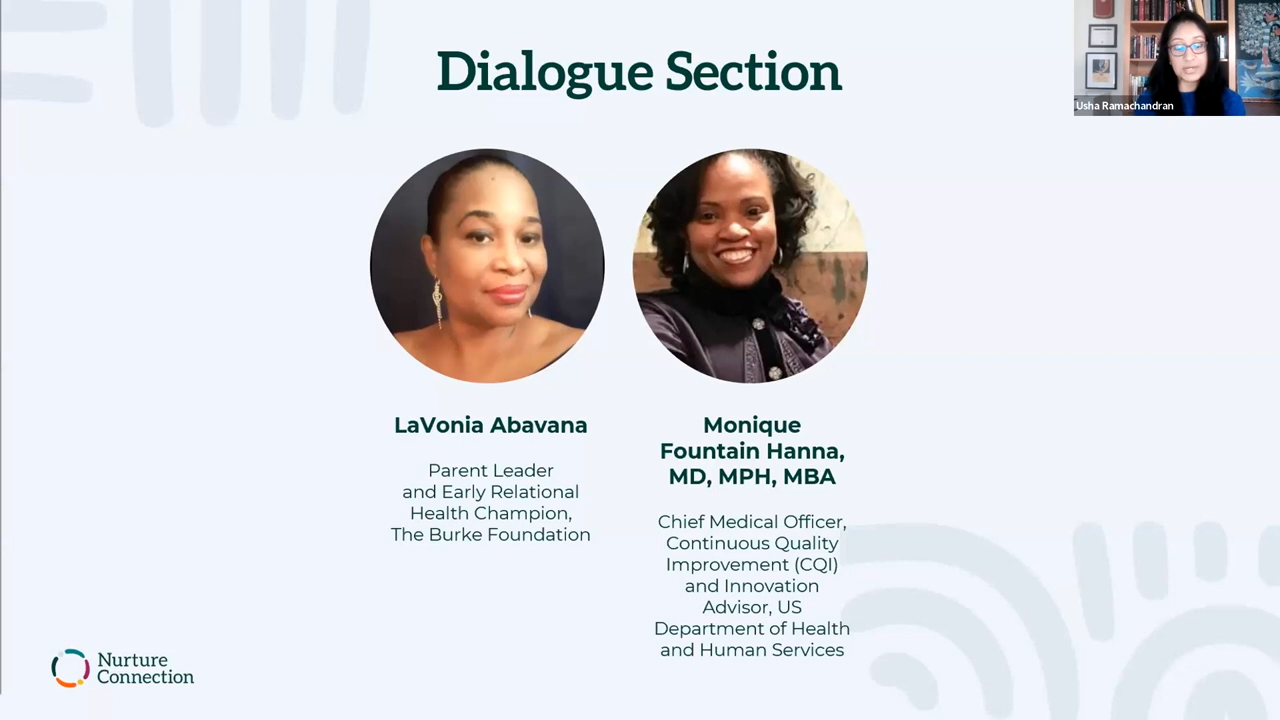 Dialogue Section
Usha Ramachandran
LaVonia Abavana
Parent Leader
and Early Relational
Health Champion,
The Burke Foundation
Monique
Fountain Hanna,
MD, MPH, MBA
Chief Medical Officer,
Continuous Quality
Improvement (CQI)
and Innovation
Advisor, US
Department of Health
and Human Services
Nurture
Connection